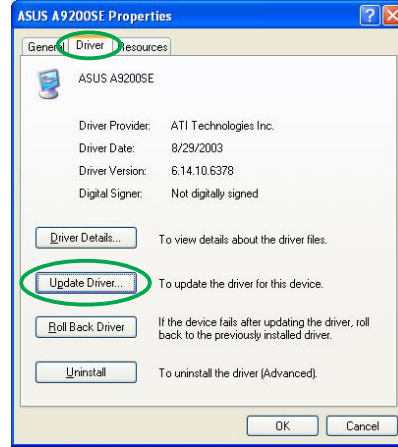 ASUS A9200SE Properties
General Driver Resources
ASUS A9200SE
Driver Provider: ATI Technologies Inc.
Driver Date: 8/29/2003
Driver Version: 6.14.10.6378
Digital Signer: Not digitally signed
Driver Details... To view details about the driver files.
Update Driver... To update the driver for this device.
Roll Back Driver If the device fails after updating the driver, roll
back to the previously installed driver.
Uninstall To uninstall the driver (Advanced).
OK Cancel